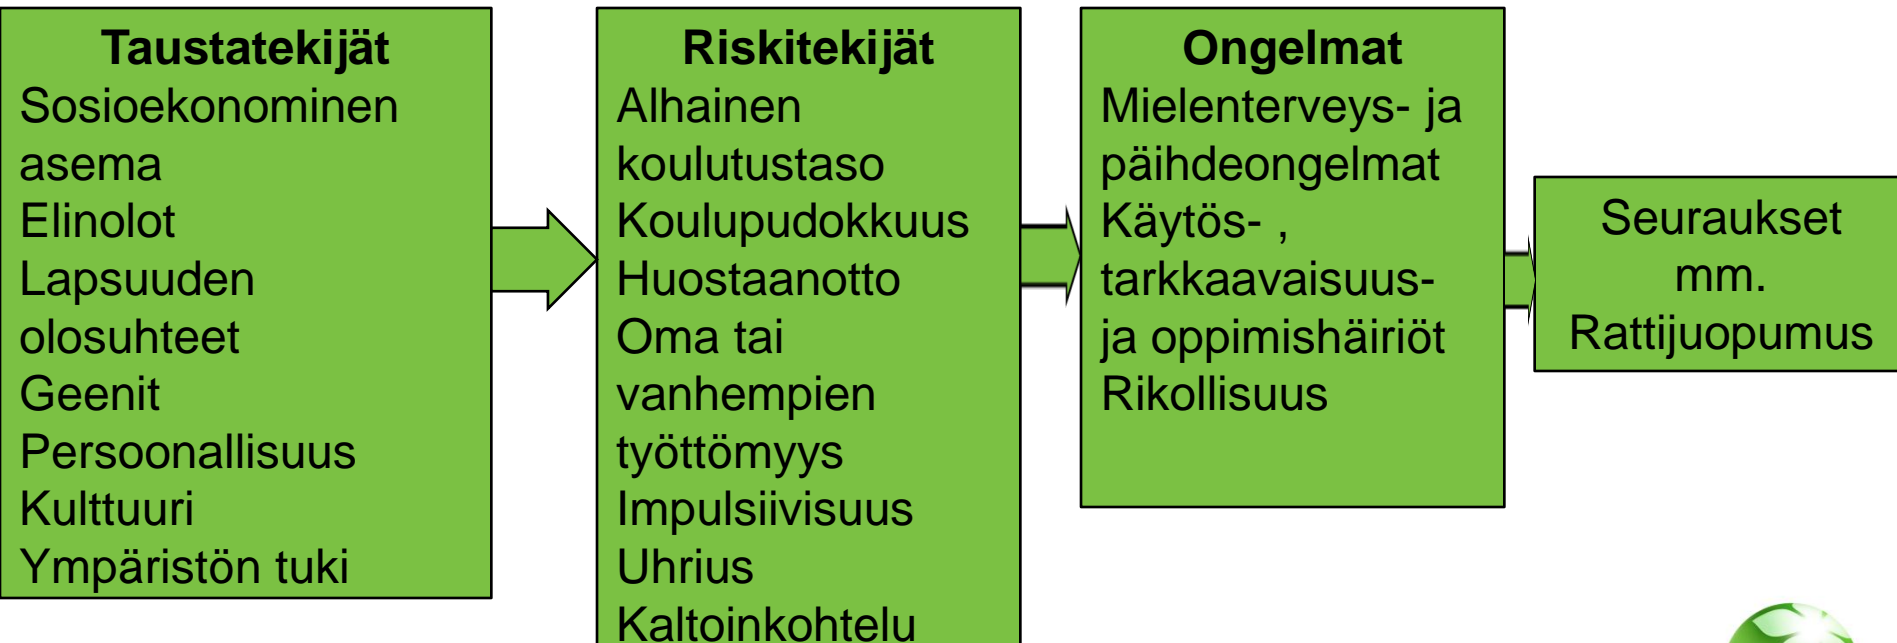 Taustatekijät
Sosioekonominen
asema
Elinolot
Lapsuuden
olosuhteet
Geenit
Persoonallisuus
Kulttuuri
Ympäristön tuki
Riskitekijät
Alhainen
koulutustaso
Koulupudokkuus
Huostaanotto
Oma tai
vanhempien
työttömyys
Impulsiivisuus
Uhrius
Kaltoinkohtelu
Ongelmat
Mielenterveys- ja
päihdeongelmat
Käytös- ,
tarkkaavaisuus-
ja oppimishäiriöt
Rikollisuus
Seuraukset
mm.
Rattijuopumus